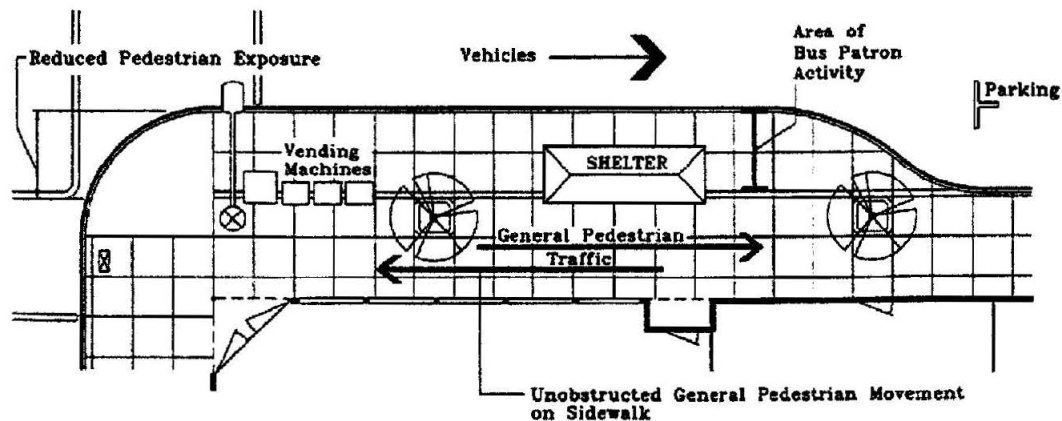 Reduced Pedestrian Exposure
Vehicles
Area of
Bus Patron
Activity
Parking
Vending
Machines
SHELTER
General Pedestrian
Traffic
Unobstructed General Pedestrian Movement
on Sidewalk